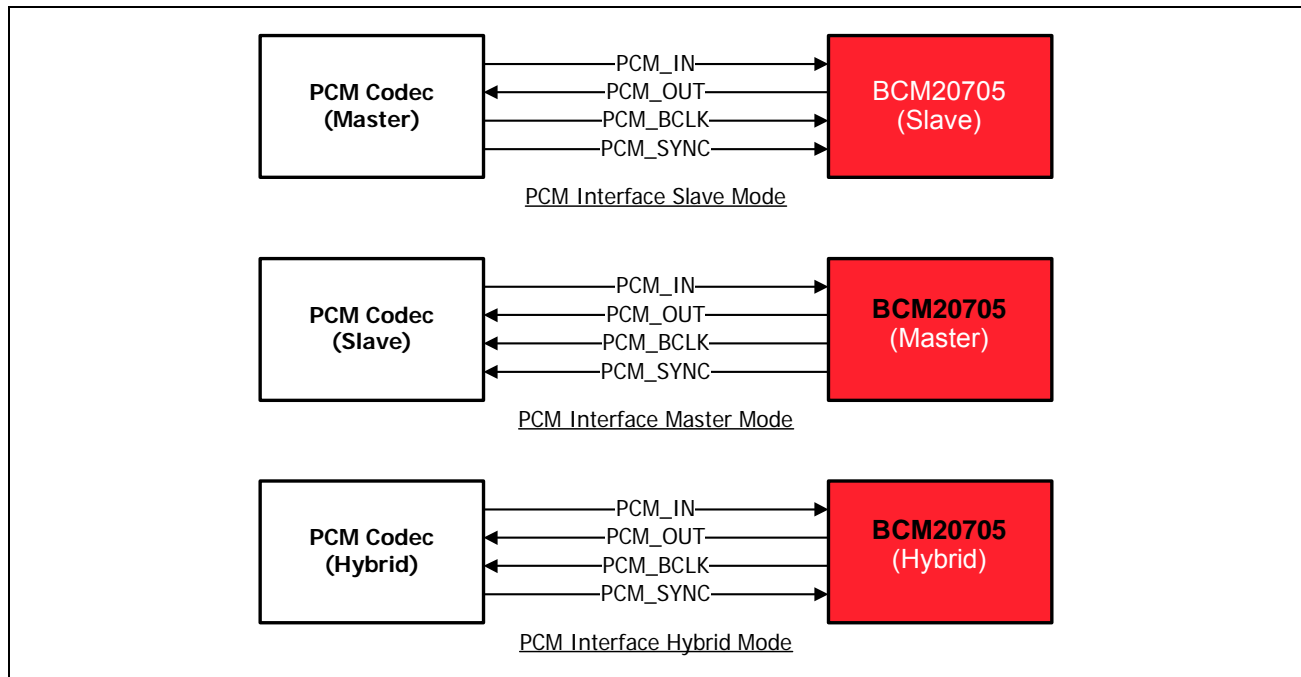 PCM Codec
(Master)
PCM_IN
PCM_OUT
PCM_BCLK
PCM_SYNC
BCM20705
(Slave)
PCM Interface Slave Mode
PCM Codec
(Slave)
PCM_IN
PCM_OUT
PCM_BCLK
PCM_SYNC
BCM20705
(Master)
PCM Interface Master Mode
PCM Codec
(Hybrid)
PCM_IN
PCM_OUT
PCM_BCLK
PCM_SYNC
BCM20705
(Hybrid)
PCM Interface Hybrid Mode